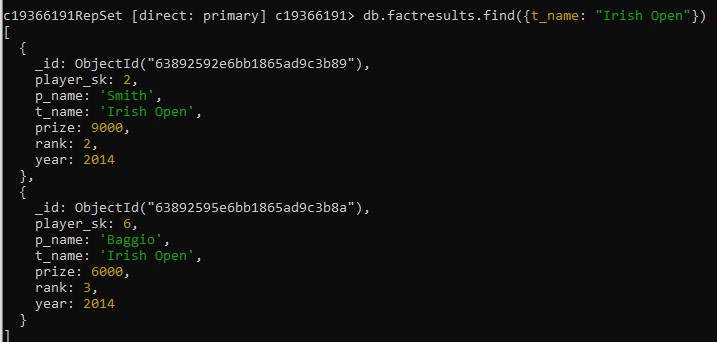 c19366191RepSet [direct: primary] c19366191> db.factresults.find({t_name: "Irish Open"})
[
  {
    _id: ObjectId("63892592e6bb1865ad9c3b89"),
    player_sk: 2,
    p_name: 'Smith',
    t_name: 'Irish Open',
    prize: 9000,
    rank: 2,
    year: 2014
  },
  {
    _id: ObjectId("63892595e6bb1865ad9c3b8a"),
    player_sk: 6,
    p_name: 'Baggio',
    t_name: 'Irish Open',
    prize: 6000,
    rank: 3,
    year: 2014
  }
]